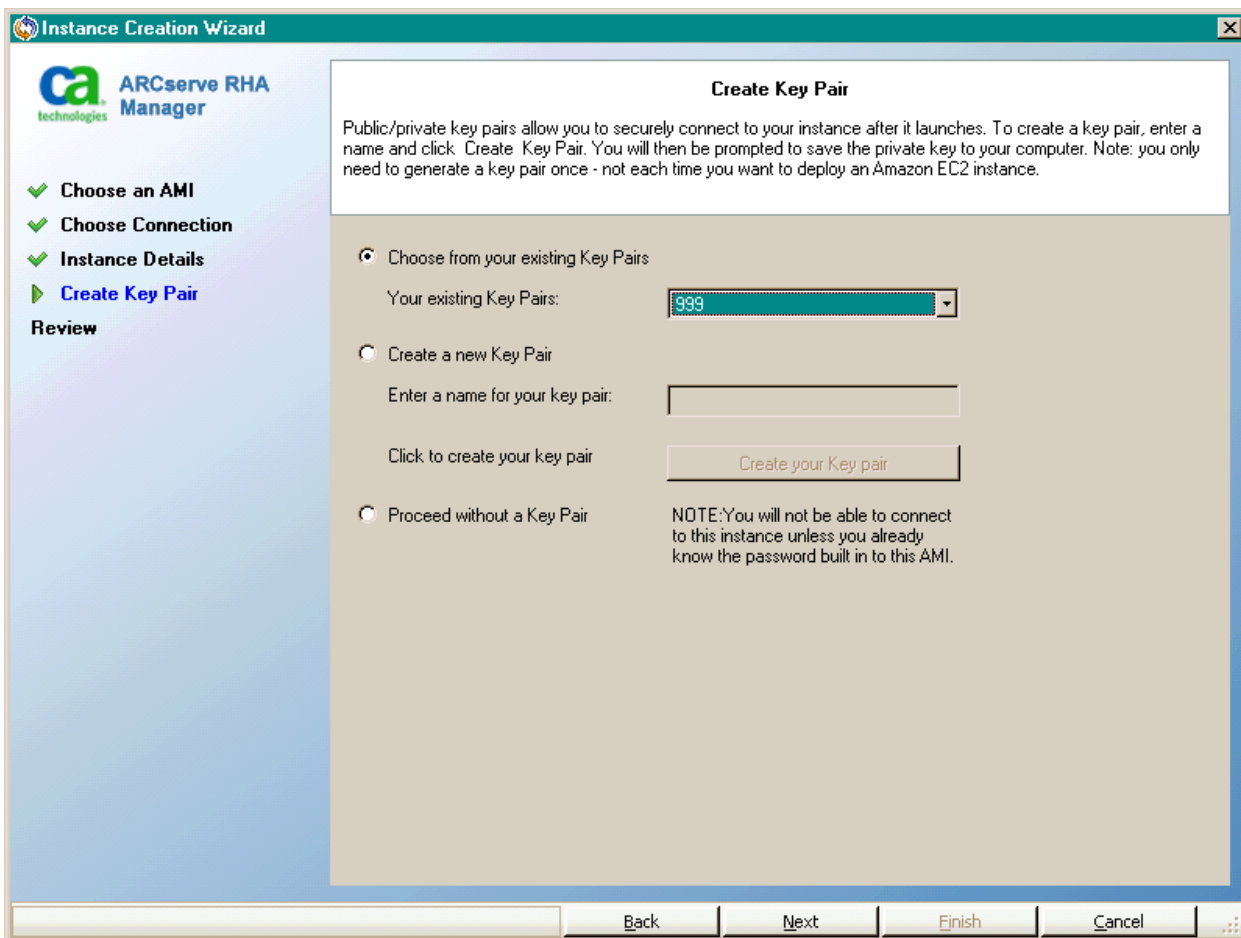 Instance Creation Wizard
ca
technologies
ARCserve RHA
Manager
Choose an AMI
Choose Connection
Instance Details
Create Key Pair
Review
Create Key Pair
Public/private key pairs allow you to securely connect to your instance after it launches. To create a key pair, enter a
name and click  Create  Key Pair. You will then be prompted to save the private key to your computer. Note: you only
need to generate a key pair once - not each time you want to deploy an Amazon EC2 instance.
Choose from your existing Key Pairs
Your existing Key Pairs:
999
Create a new Key Pair
Enter a name for your key pair:
Click to create your key pair
Create your Key pair
Proceed without a Key Pair
NOTE:You will not be able to connect
to this instance unless you already
know the password built in to this AMI.
Back
Next
Finish
Cancel